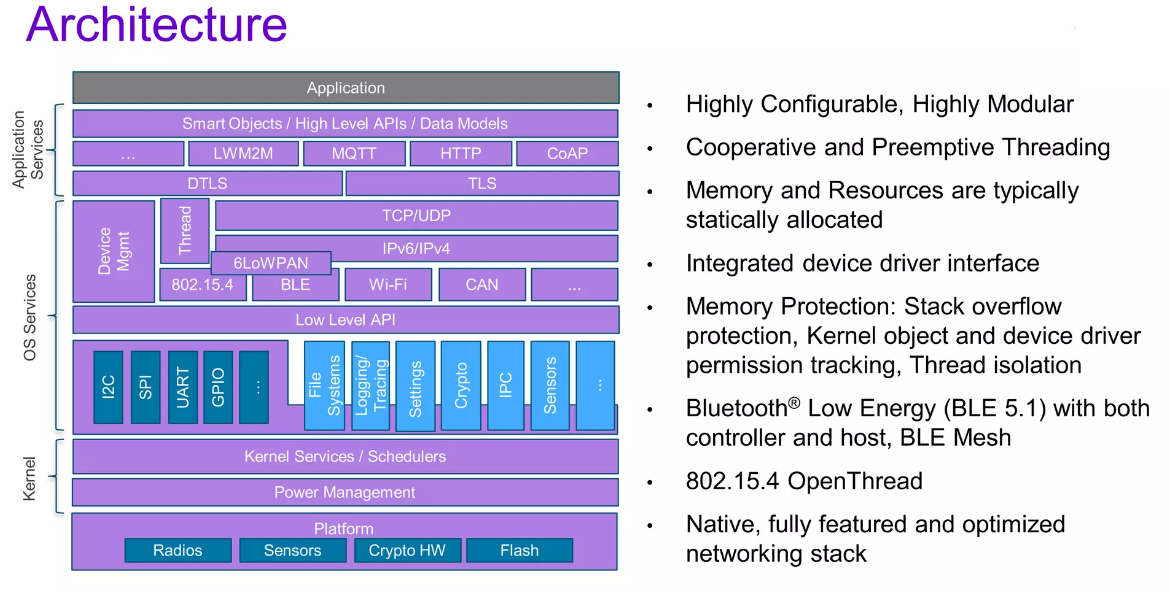 Architecture
Application
Application
Services
Smart Objects / High Level APIs / Data Models
...
LWM2M
MQTT
HTTP
CoAP
DTLS
TLS
OS Services
Device
Mgmt
Thread
TCP/UDP
IPv6/IPv4
6LoWPAN
802.15.4
BLE
Wi-Fi
CAN
...
Low Level API
I2C
SPI
UART
GPIO
...
File
Systems
Logging/
Tracing
Settings
Crypto
IPC
Sensors
...
Kernel
Kernel Services / Schedulers
Power Management
Platform
Radios
Sensors
Crypto HW
Flash
• Highly Configurable, Highly Modular
• Cooperative and Preemptive Threading
• Memory and Resources are typically
statically allocated
• Integrated device driver interface
• Memory Protection: Stack overflow
protection, Kernel object and device driver
permission tracking, Thread isolation
• Bluetooth® Low Energy (BLE 5.1) with both
controller and host, BLE Mesh
• 802.15.4 OpenThread
• Native, fully featured and optimized
networking stack